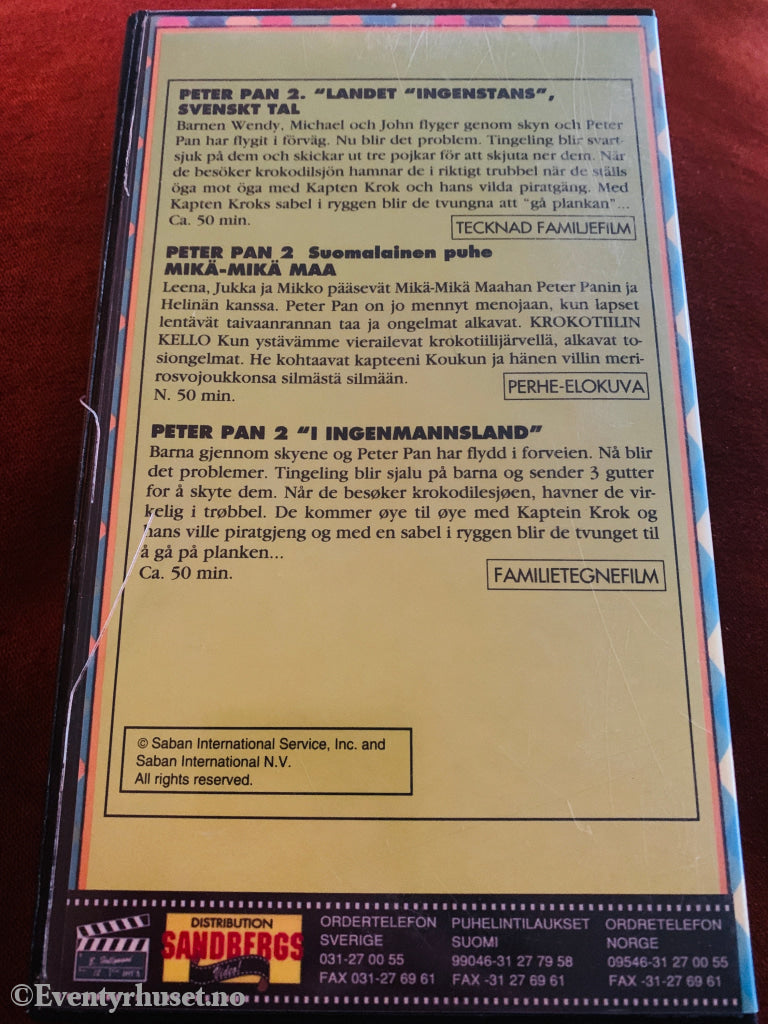 PETER PAN 2. “LANDET “INGENSTANS”,
SVENSKT TAL
Barnen Wendy, Michael och John flyger genom skyn och Peter
Pan har flygit i förväg. Nu blir det problem. Tingeling blir svart-
sjuk på dem och skickar ut tre pojkar för att skjuta ner dem. När
de besöker krokodilsjön hamnar de i riktigt trubbel när de ställs
öga mot öga med Kapten Krok och hans vilda piratgäng. Med
Kapten Kroks sabel i ryggen blir de tvungna att “gå plankan”...
Ca. 50 min.
TECKNAD FAMILJEFILM
PETER PAN 2 Suomalainen puhe
MIKÄ-MIKÄ MAA
Leena, Jukka ja Mikko pääsevät Mikä-Mikä Maahan Peter Panin ja
Helinän kanssa. Peter Pan on jo mennyt menojaan, kun lapset
lentävät taivaanrannan taa ja ongelmat alkavat. KROKOTIILIN
KELLO Kun ystävämme vierailevat krokotiilijärvellä, alkavat to-
siongelmat. He kohtaavat kapteeni Koukun ja hänen villin meri-
rosvojoukkonsa silmästä silmään.
N. 50 min.
PERHE-ELOKUVA
PETER PAN 2 “I INGENMANNSLAND”
Barna gjennom skyene og Peter Pan har flydd i forveien. Nå blir
det problemer. Tingeling blir sjalu på barna og sender 3 gutter
for å skyte dem. Når de besøker krokodilesjøen, havner de vir-
kelig i trøbbel. De kommer øye til øye med Kaptein Krok og
hans ville piratgjeng og med en sabel i ryggen blir de tvunget til
å gå på planken...
Ca. 50 min.
FAMILIETEGNEFILM
© Saban International Service, Inc. and
Saban International N.V.
All rights reserved.
DISTRIBUTION
SANDBERGS
Video!
ORDERTELEFON
SVERIGE
031-27 00 55
FAX 031-27 69 61
PUHELINTILAUKSET
SUOMI
99046-31 27 79 58
FAX -31 27 69 61
ORDRETELEFON
NORGE
09546-31 27 00 55
FAX -31-27 69 61
©Eventyrhuset.no